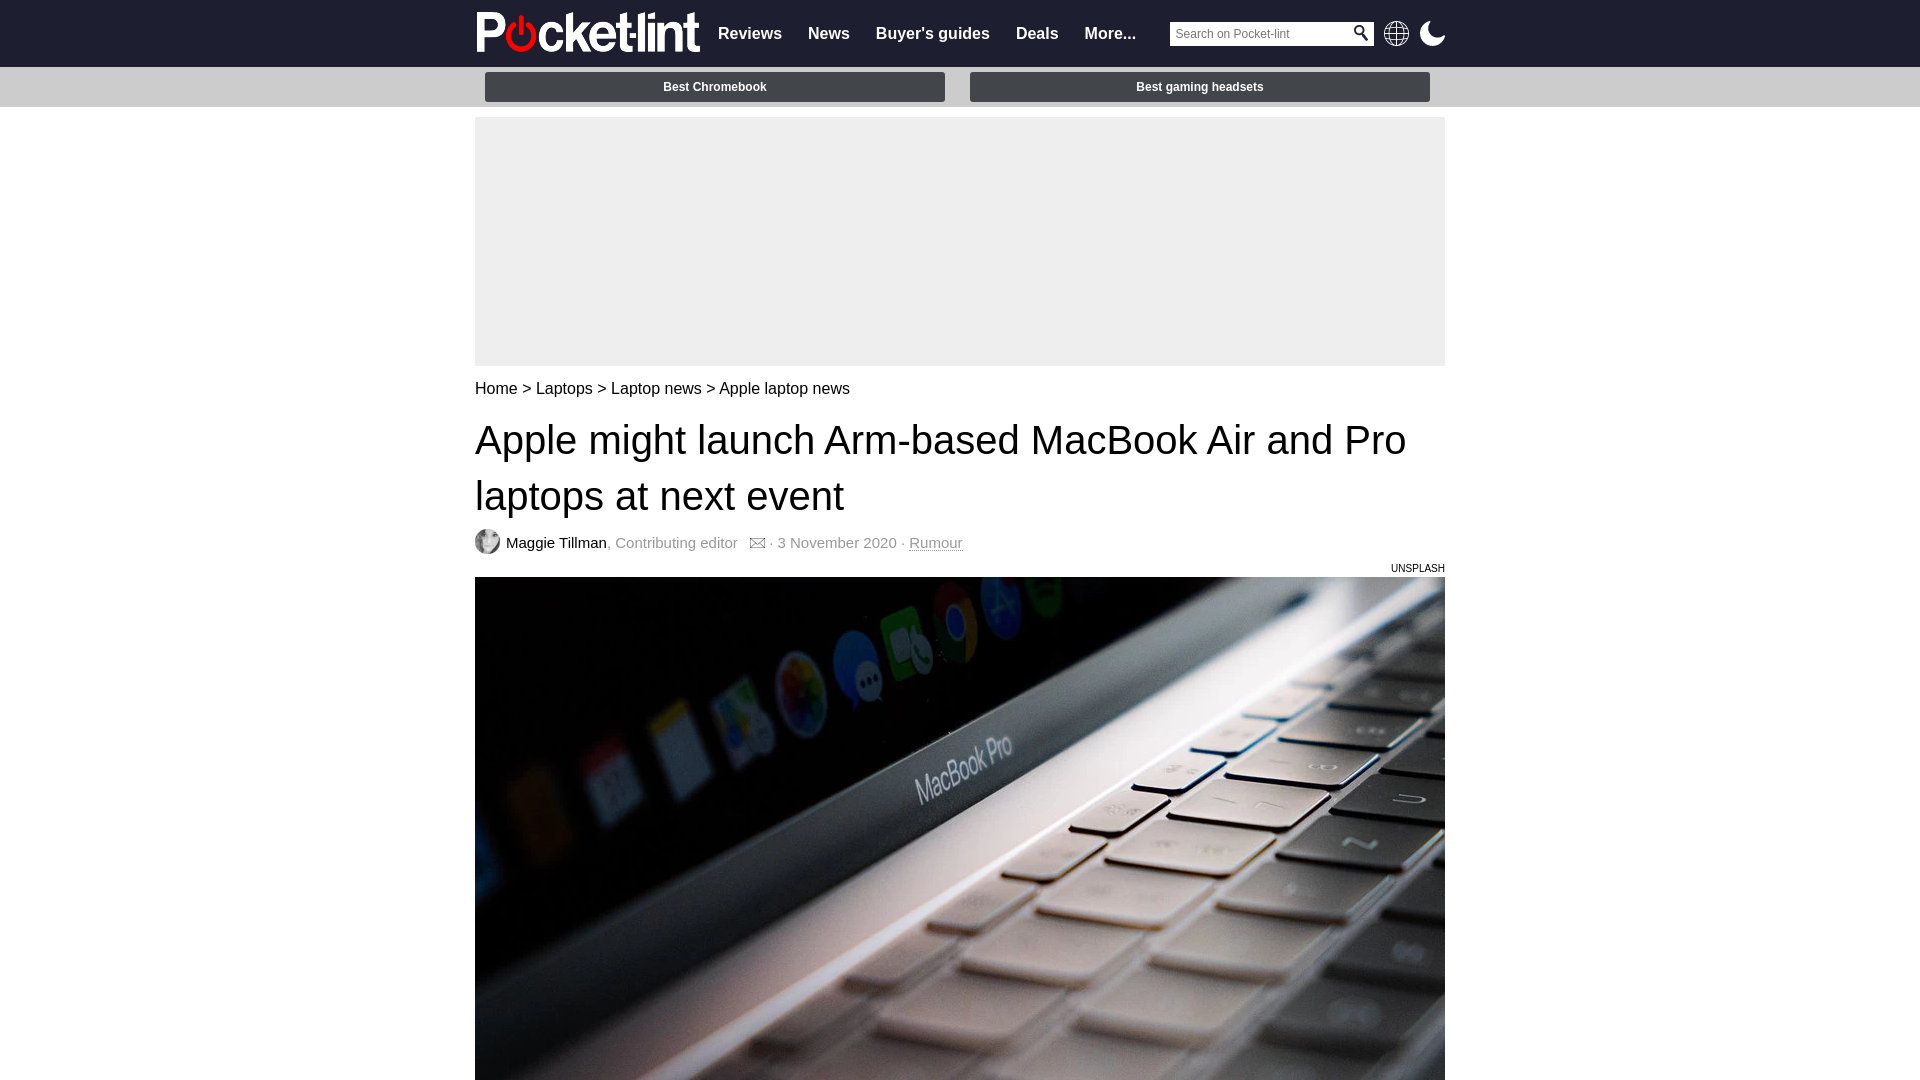 Pocket-lint
Reviews
News
Buyer's guides
Deals
More...
Search on Pocket-lint
Best Chromebook
Best gaming headsets
Home > Laptops > Laptop news > Apple laptop news
Apple might launch Arm-based MacBook Air and Pro
laptops at next event
Maggie Tillman, Contributing editor · 3 November 2020 · Rumour
UNSPLASH
MacBook Pro